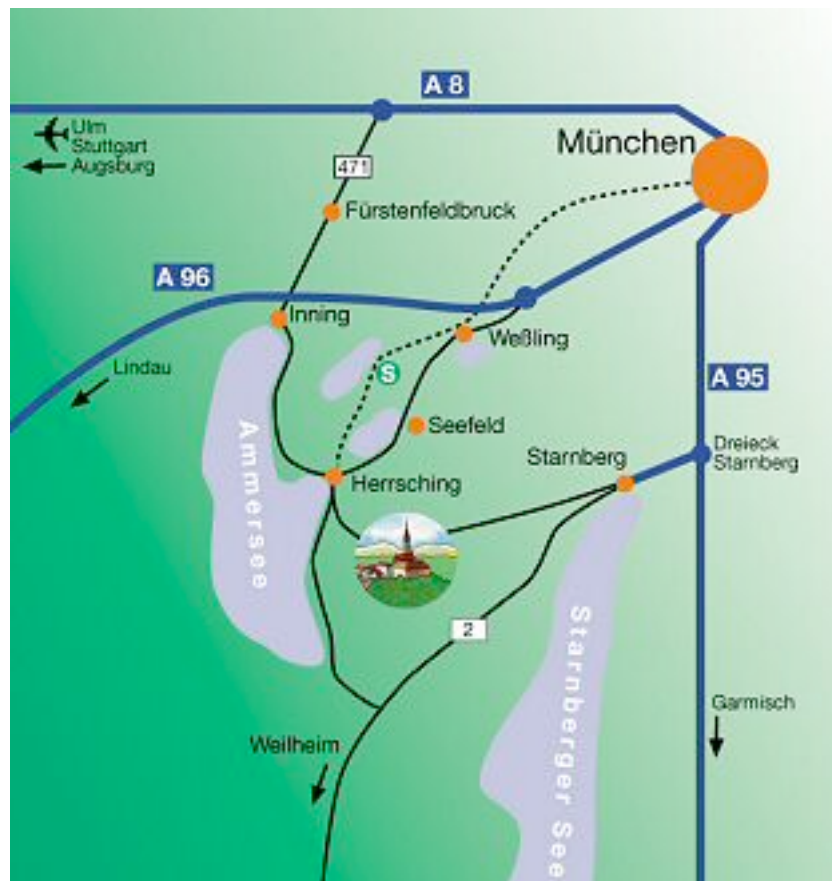 A 8
Ulm
Stuttgart
Augsburg
München
471
Fürstenfeldbruck
A 96
Inning
Weßling
Lindau
S
A 95
Ammersee
Seefeld
Starnberg
Dreieck
Starnberg
Herrsching
2
Starnberger See
Garmisch
Weilheim